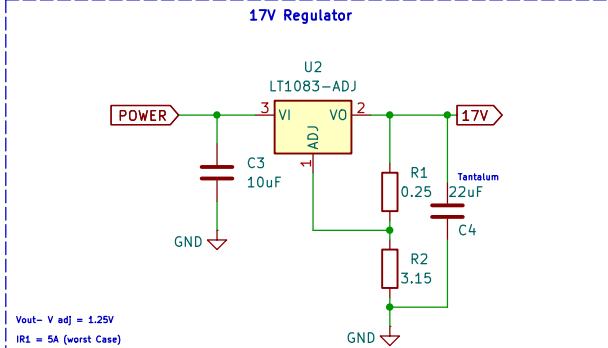 17V Regulator
U2
LT1083-ADJ
POWER
3
VI
VO
2
17V
ADJ
1
C3
10uF
R1
0.25
Tantalum
22uF
C4
GND
R2
3.15
GND
Vout- V adj = 1.25V
IR1 = 5A (worst Case)